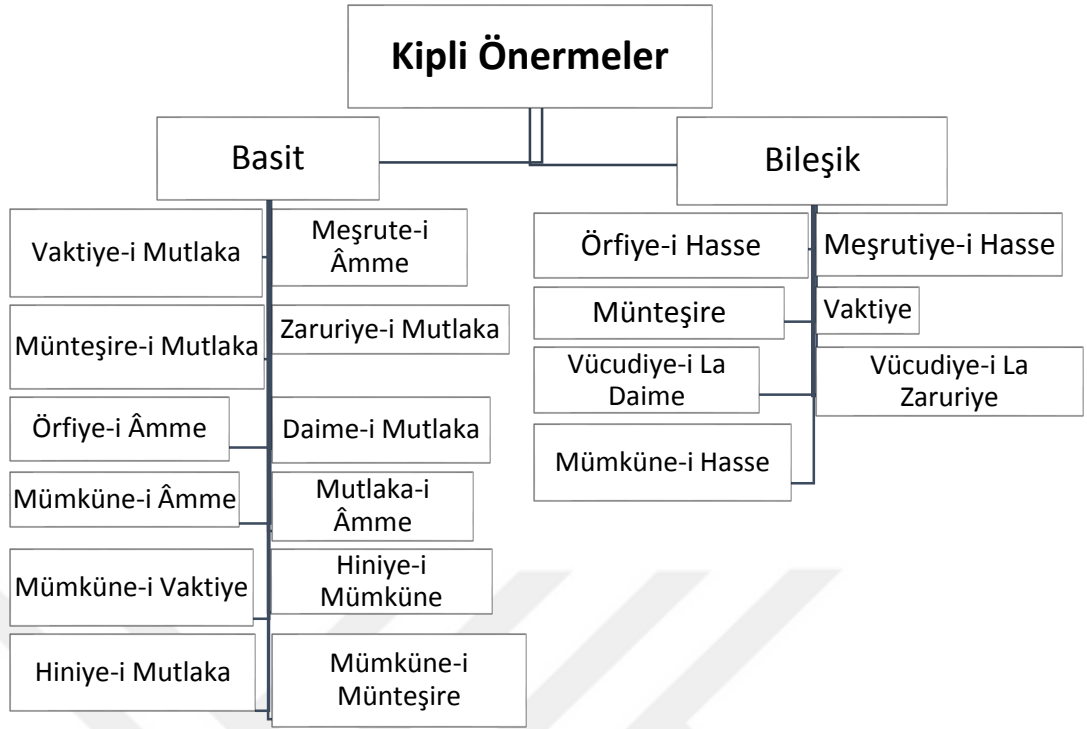 Kipli Önermeler
Basit
Vaktiye-i Mutlaka
Meşrute-i
Âmme
Münteşire-i Mutlaka
Zaruriye-i Mutlaka
Örfiye-i Âmme
Daime-i Mutlaka
Mümküne-i Âmme
Mutlaka-i
Âmme
Mümküne-i Vaktiye
Hiniye-i
Mümküne
Hiniye-i Mutlaka
Mümküne-i
Münteşire
Bileşik
Örfiye-i Hasse
Meşrutiye-i Hasse
Münteşire
Vaktiye
Vücudiye-i La
Daime
Vücudiye-i La
Zaruriye
Mümküne-i Hasse